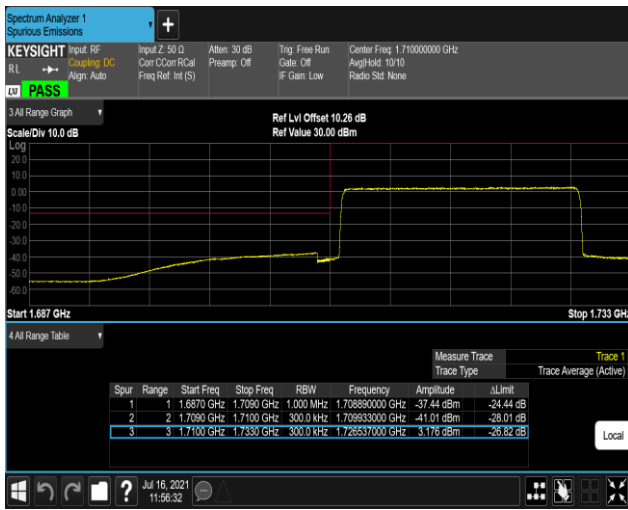 Spectrum Analyzer 1
Spurious Emissions
KEYSIGHT Input: RF Input Z: 50 Ω Atten: 30 dB Trig: Free Run Center Freq: 1.710000000 GHz
RL Coupling: DC Corr CCorr RCal Preamp: Off Gate: Off Avg|Hold: 10/10
Align: Auto Freq Ref: Int (S) IF Gain: Low Radio Std: None
LXI PASS
3 All Range Graph
Ref Lvl Offset 10.26 dB
Scale/Div 10.0 dB Ref Value 30.00 dBm
Log
20.0
10.0
0.00
-10.0
-20.0
-30.0
-40.0
-50.0
-60.0
Start 1.687 GHz Stop 1.733 GHz
4 All Range Table
Measure Trace Trace 1
Trace Type Trace Average (Active)
Spur Range Start Freq Stop Freq RBW Frequency Amplitude ΔLimit
1 1 1.6870 GHz 1.7090 GHz 1.000 MHz 1.708890000 GHz -37.44 dBm -24.44 dB
2 2 1.7090 GHz 1.7100 GHz 300.0 kHz 1.709933000 GHz -41.01 dBm -28.01 dB
3 3 1.7100 GHz 1.7330 GHz 300.0 kHz 1.726537000 GHz 3.176 dBm -26.82 dB
Local
? Jul 16, 2021
11:56:32